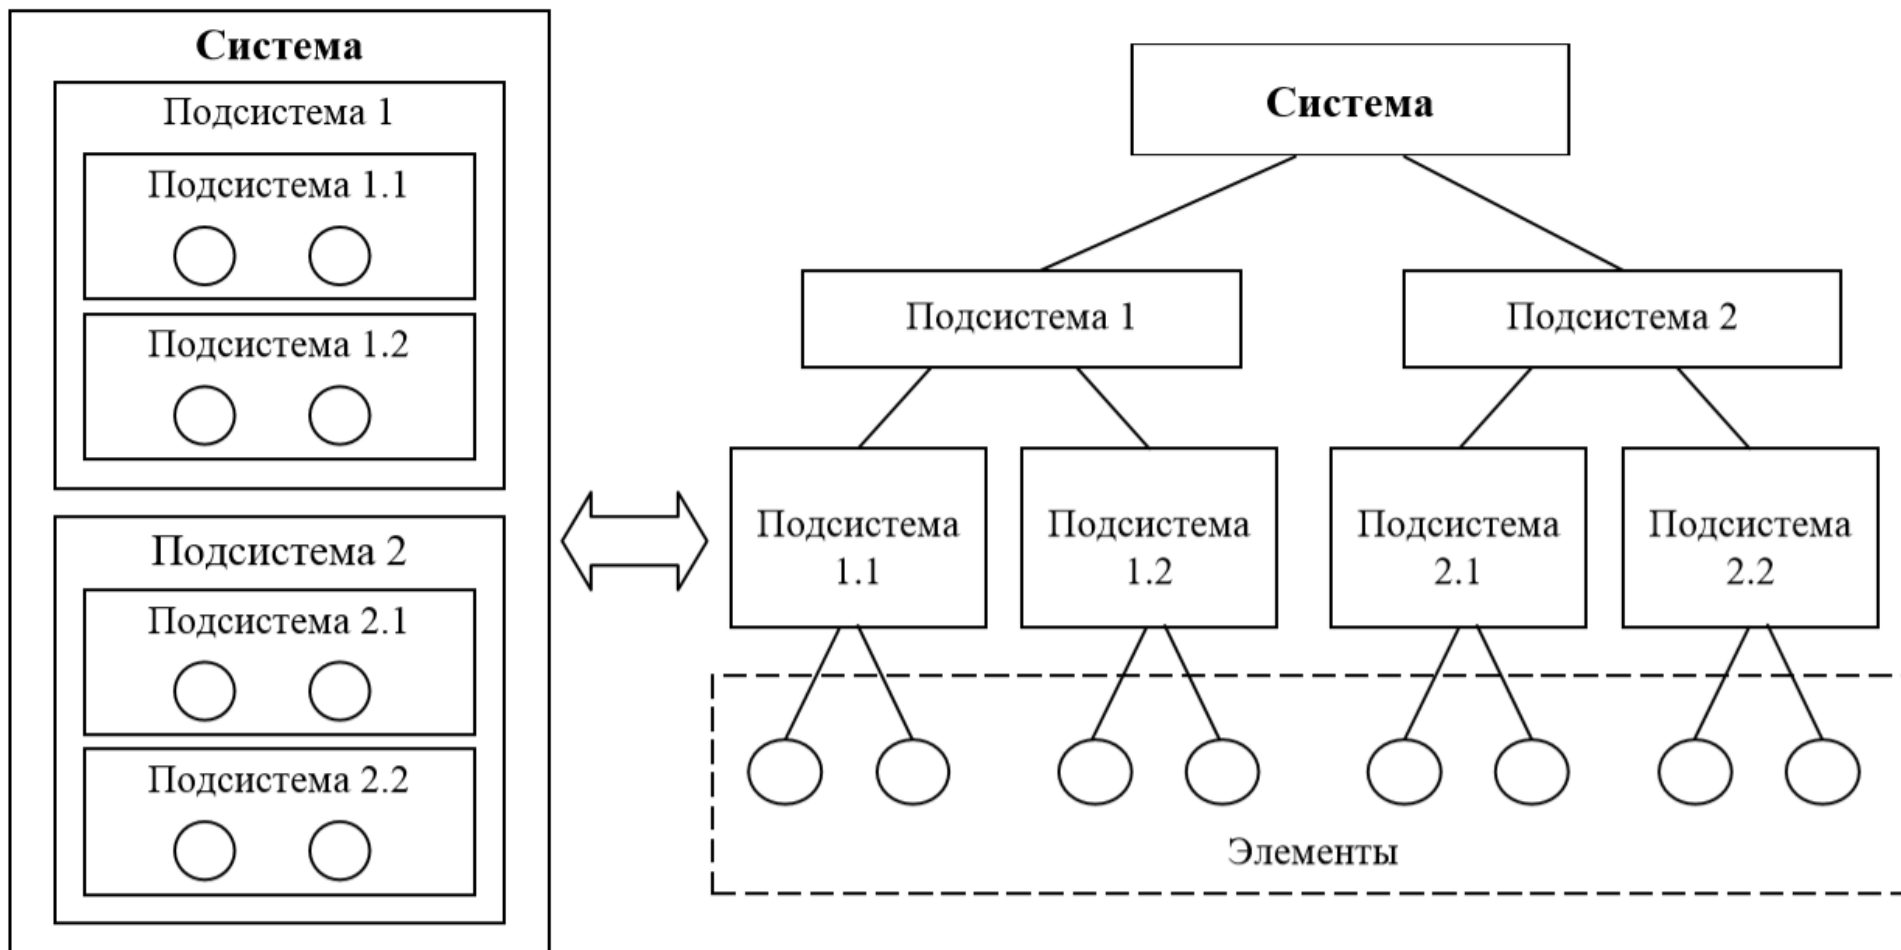 Система
Подсистема 1
Подсистема 1.1
Подсистема 1.2
Подсистема 2
Подсистема 2.1
Подсистема 2.2
Система
Подсистема 1
Подсистема 2
Подсистема
1.1
Подсистема
1.2
Подсистема
2.1
Подсистема
2.2
Элементы